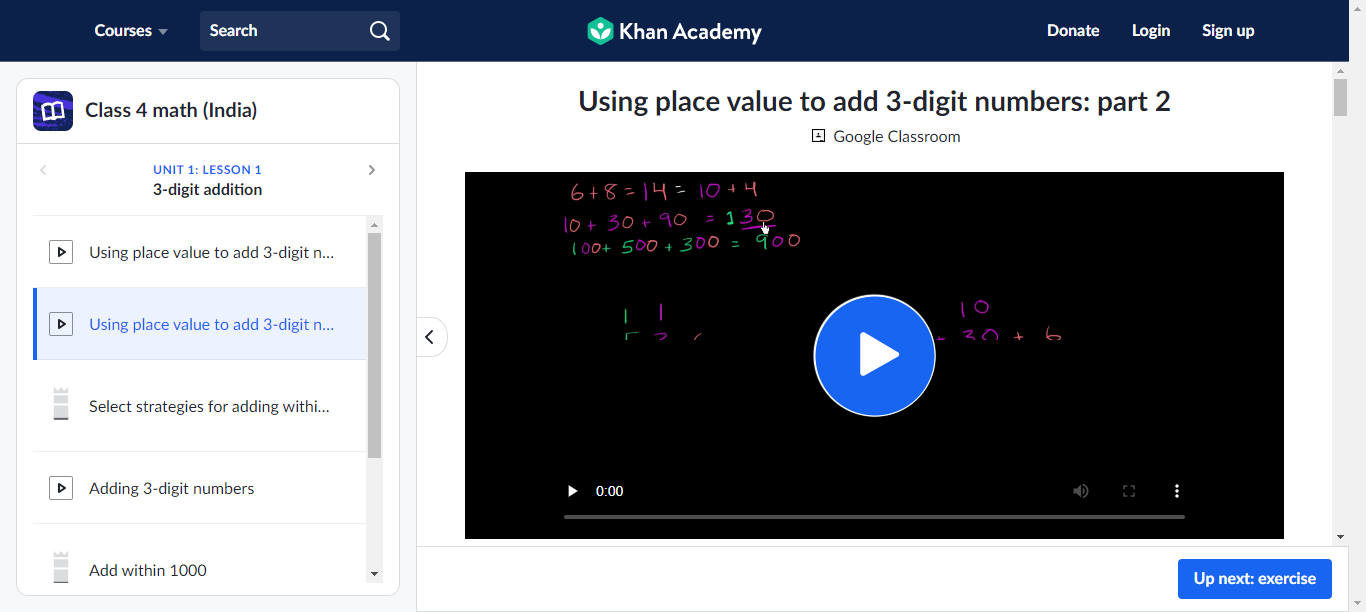 Courses
Search
Khan Academy
Donate
Login
Sign up
Class 4 math (India)
UNIT 1: LESSON 1
3-digit addition
Using place value to add 3-digit n...
Using place value to add 3-digit n...
Select strategies for adding withi...
Adding 3-digit numbers
Add within 1000
Using place value to add 3-digit numbers: part 2
Google Classroom
6 + 8 = 14 = 10 + 4
10 + 30 + 90 = 130
100 + 500 + 300 = 900
1 1
10
30 + 6
0:00
Up next: exercise